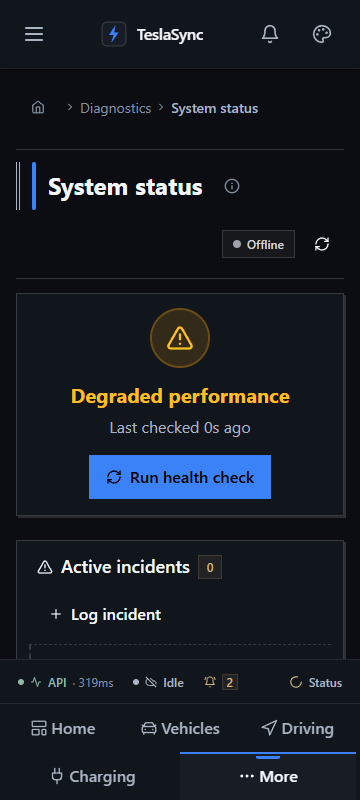 TeslaSync
Diagnostics
System status
System status
Offline
Degraded performance
Last checked 0s ago
Run health check
Active incidents 0
Log incident
API · 319ms Idle 2 Status
Home Vehicles Driving
Charging More